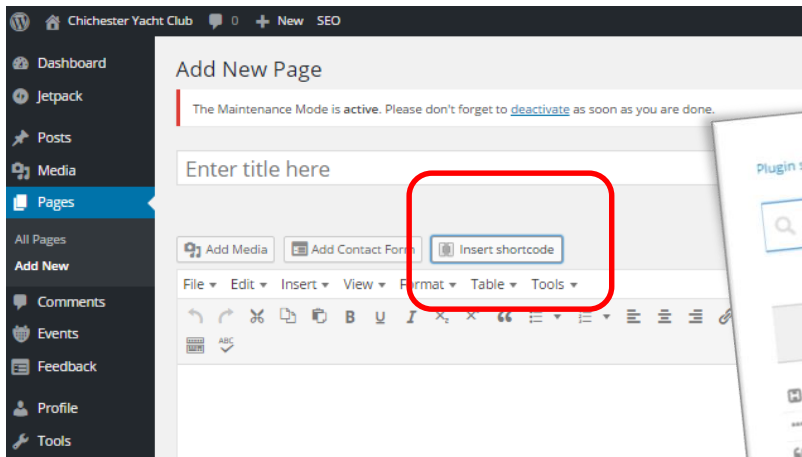 Chichester Yacht Club 0 New SEO
Dashboard
Jetpack
Posts
Media
Pages
All Pages
Add New
Comments
Events
Feedback
Profile
Tools
Add New Page
The Maintenance Mode is active. Please don't forget to deactivate as soon as you are done.
Enter title here
Add Media Add Contact Form Insert shortcode
File Edit Insert View Format Table Tools
B U I X₂ X²
ABC
Plugin